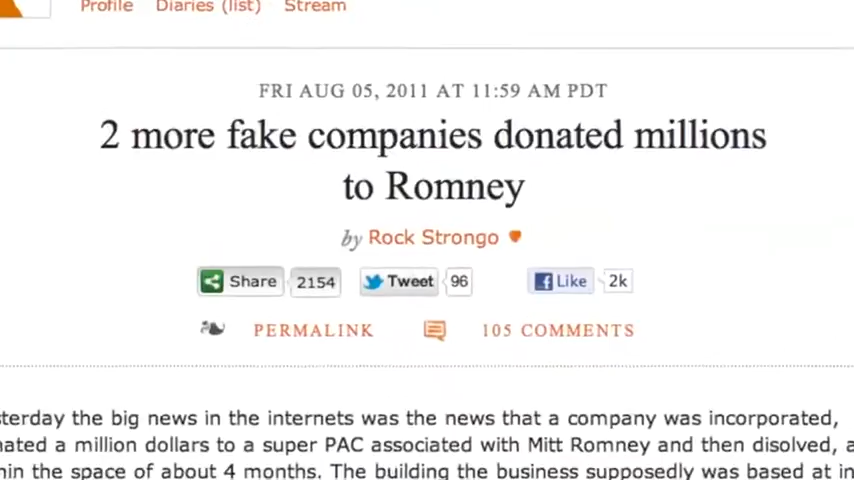 Profile Diaries (list) Stream
FRI AUG 05, 2011 AT 11:59 AM PDT
2 more fake companies donated millions
to Romney
by Rock Strongo
Share 2154 Tweet 96 Like 2k
PERMALINK 105 COMMENTS
sterday the big news in the internets was the news that a company was incorporated,
nated a million dollars to a super PAC associated with Mitt Romney and then disolved, a
hin the space of about 4 months. The building the business supposedly was based at in